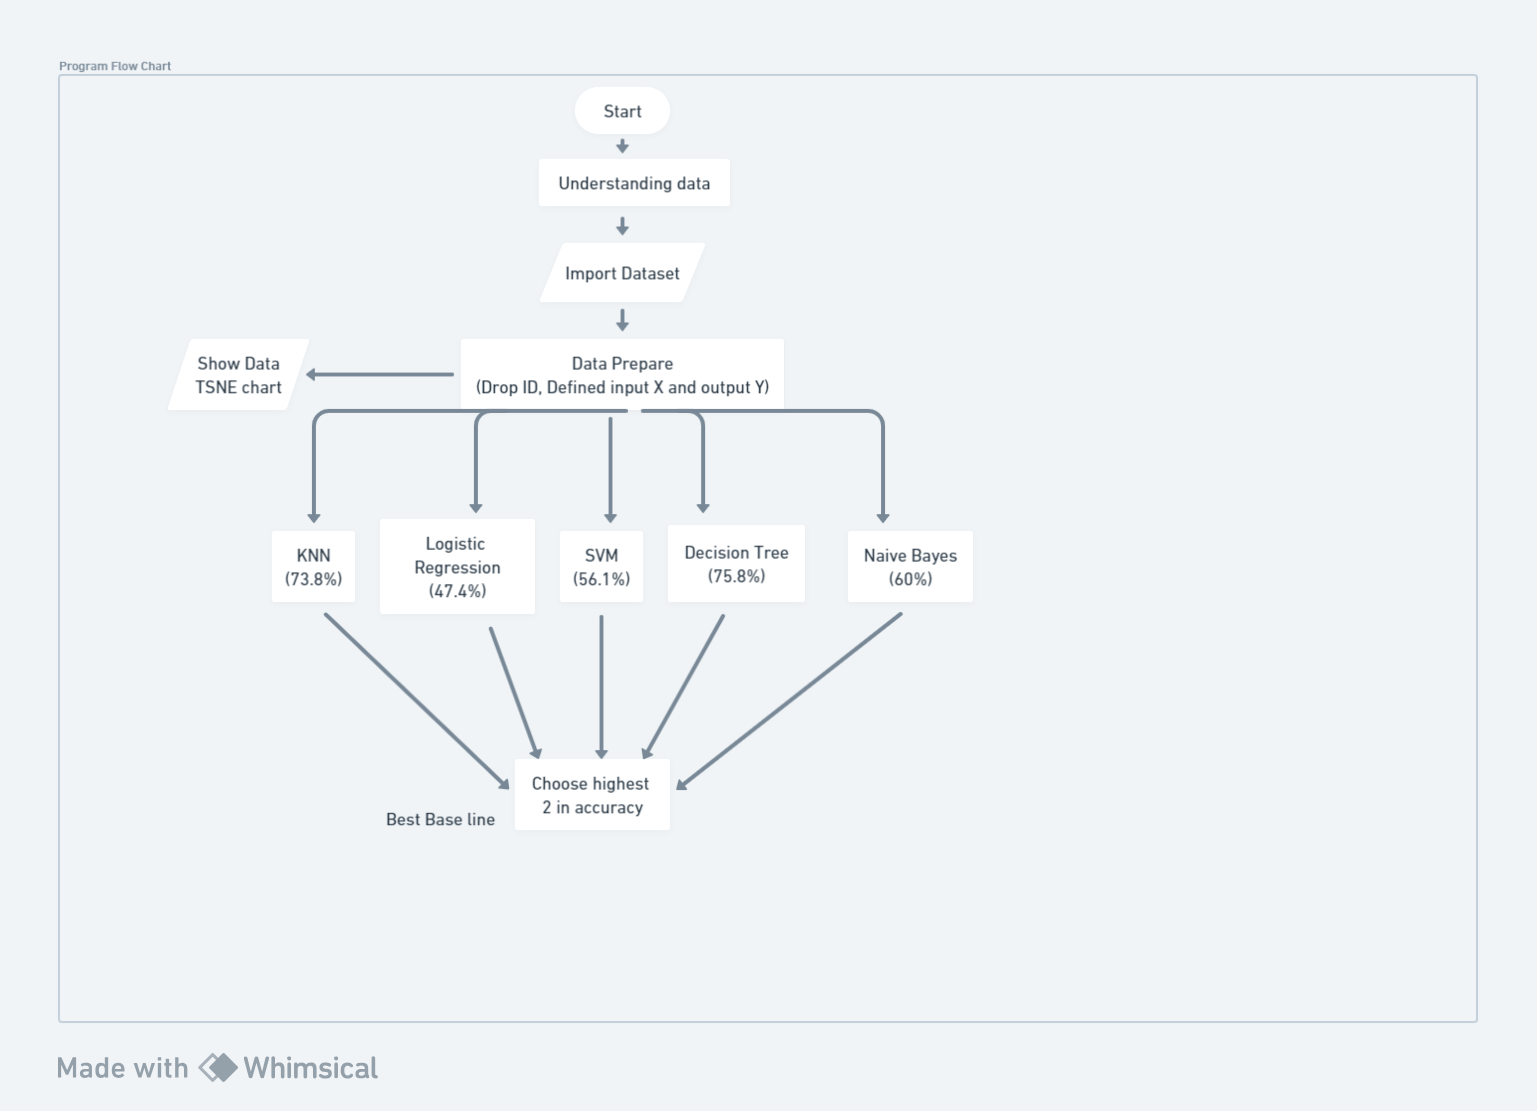 Program Flow Chart
Start
Understanding data
Import Dataset
Show Data
TSNE chart
Data Prepare
(Drop ID, Defined input X and output Y)
KNN
(73.8%)
Logistic
Regression
(47.4%)
SVM
(56.1%)
Decision Tree
(75.8%)
Naive Bayes
(60%)
Choose highest
2 in accuracy
Best Base line
Made with Whimsical